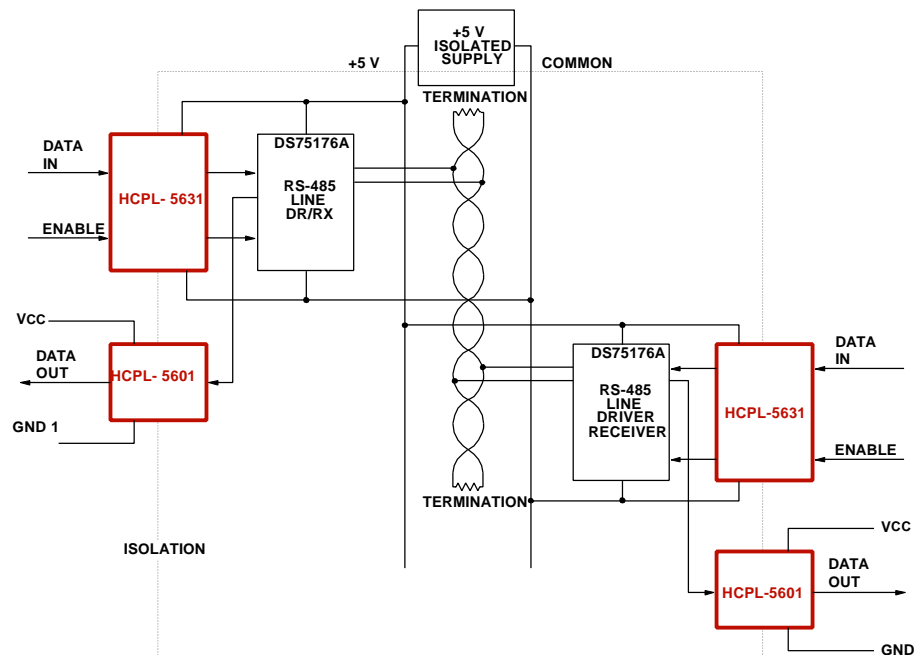 +5 V
ISOLATED
SUPPLY
+5 V
COMMON
TERMINATION
DATA
IN
HCPL- 5631
ENABLE
DS75176A
RS-485
LINE
DR/RX
VCC
DATA
OUT
HCPL- 5601
GND 1
DS75176A
RS-485
LINE
DRIVER
RECEIVER
DATA
IN
HCPL-5631
ENABLE
TERMINATION
ISOLATION
VCC
HCPL-5601
DATA
OUT
GND